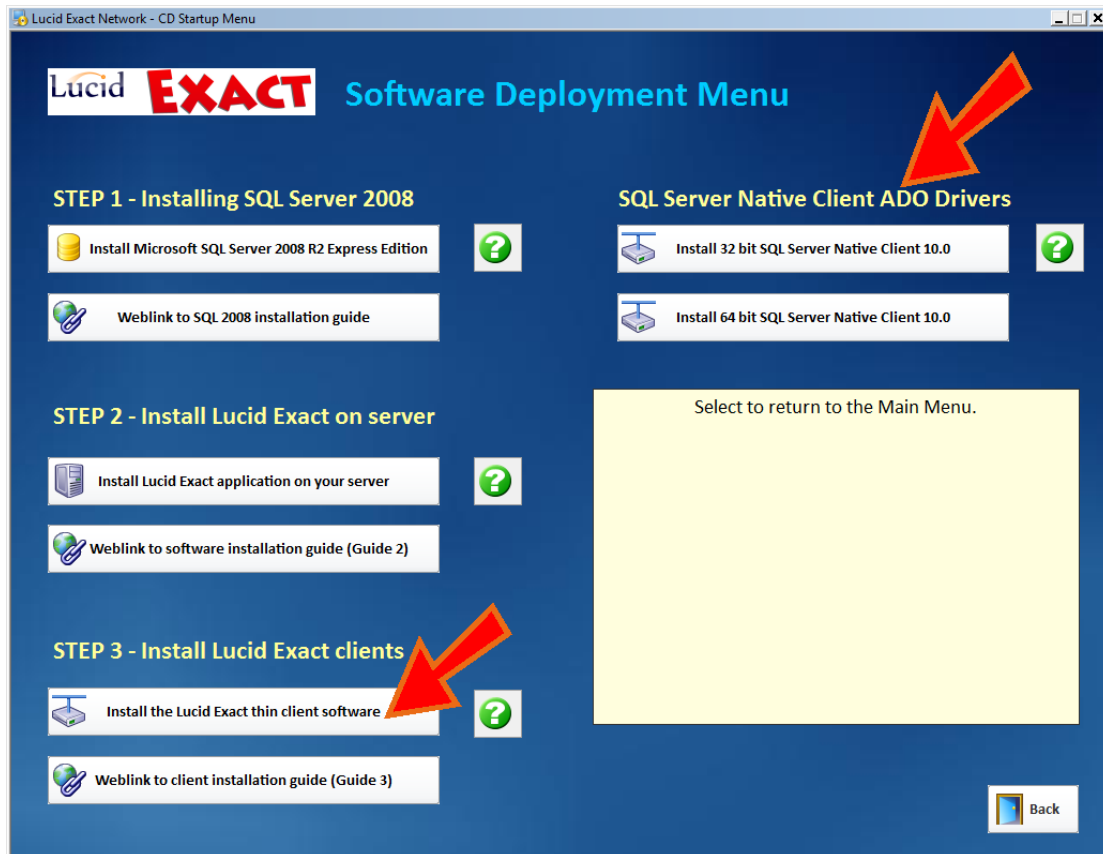 Lucid Exact Network - CD Startup Menu
Lucid EXACT
Software Deployment Menu
STEP 1 - Installing SQL Server 2008
Install Microsoft SQL Server 2008 R2 Express Edition
?
Weblink to SQL 2008 installation guide
STEP 2 - Install Lucid Exact on server
Install Lucid Exact application on your server
?
Weblink to software installation guide (Guide 2)
STEP 3 - Install Lucid Exact clients
Install the Lucid Exact thin client software
?
Weblink to client installation guide (Guide 3)
SQL Server Native Client ADO Drivers
Install 32 bit SQL Server Native Client 10.0
?
Install 64 bit SQL Server Native Client 10.0
Select to return to the Main Menu.
Back